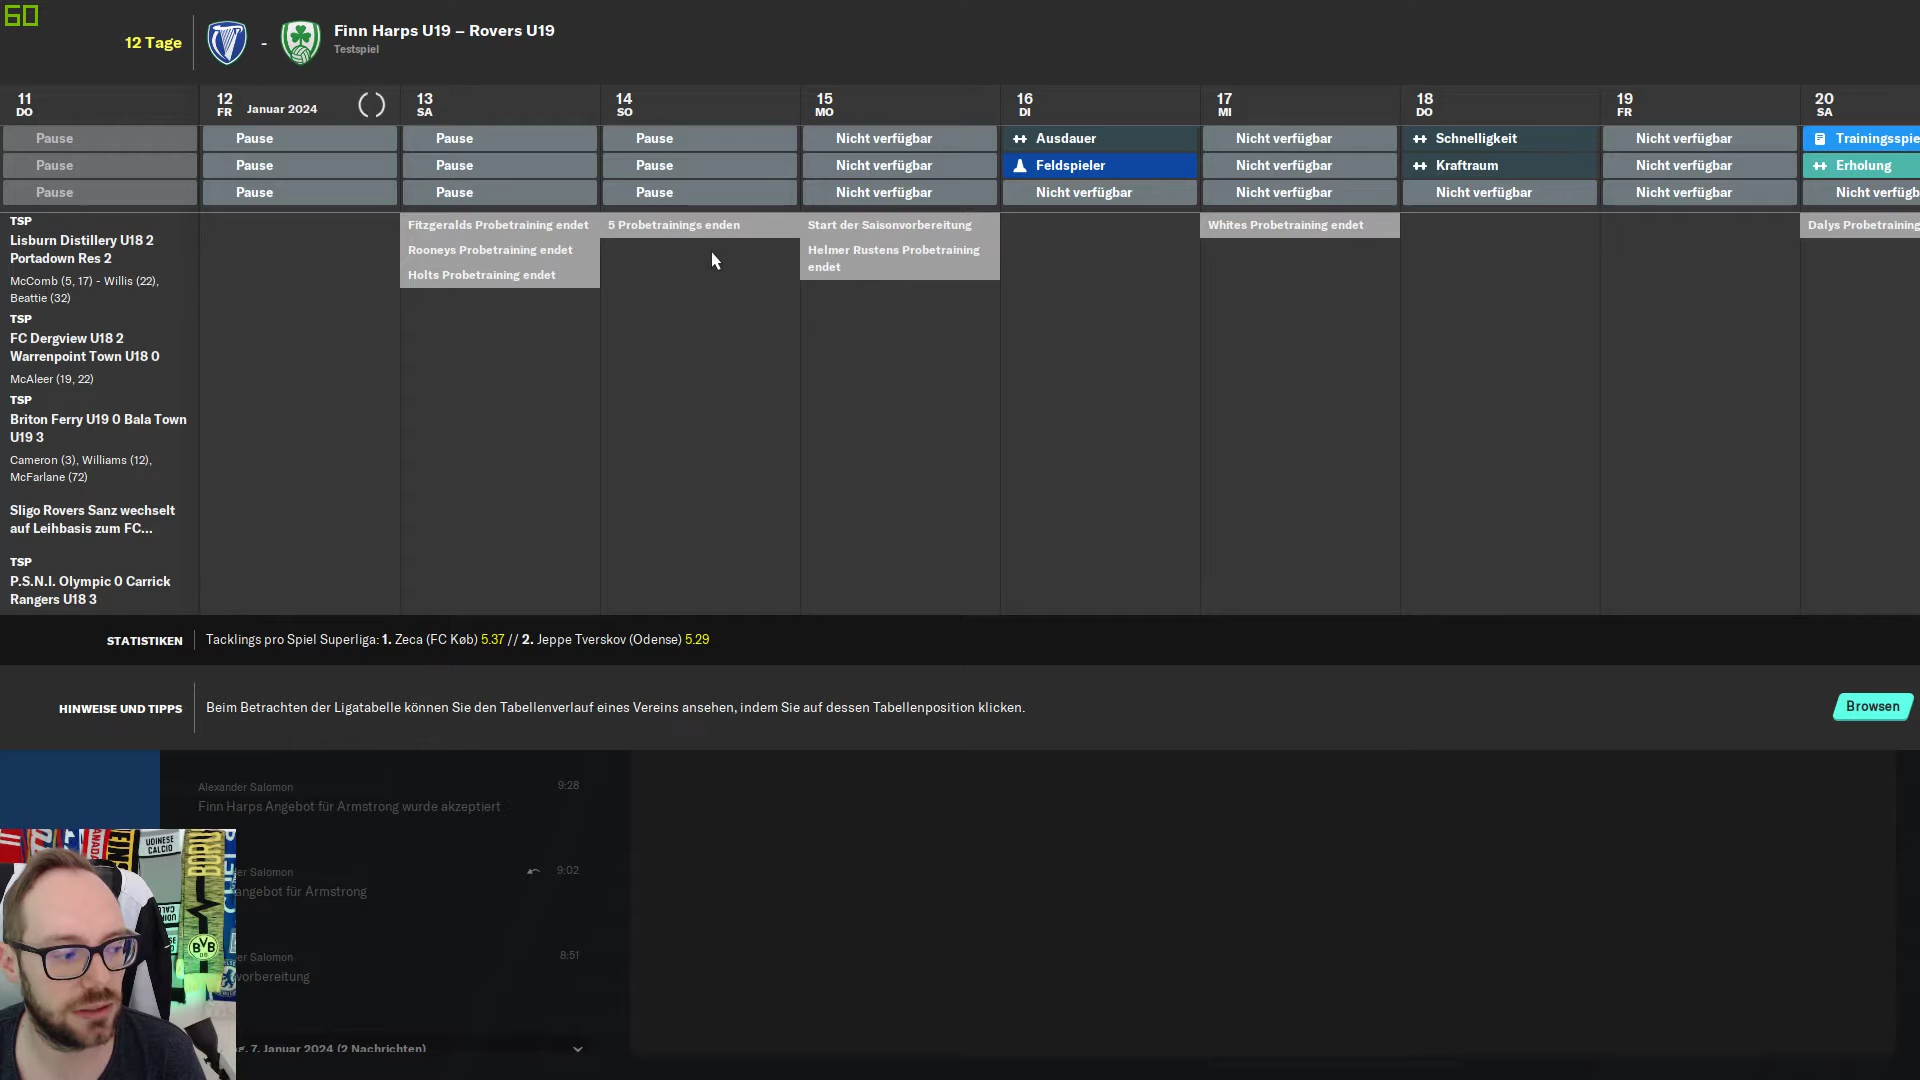 60
12 Tage
-
Finn Harps U19 – Rovers U19
Testspiel
11
DO
12
FR
Januar 2024
13
SA
14
SO
15
MO
16
DI
17
MI
18
DO
19
FR
20
SA
Pause
Pause
Pause
Pause
Nicht verfügbar
Ausdauer
Nicht verfügbar
Schnelligkeit
Nicht verfügbar
Trainingsspie
Pause
Pause
Pause
Pause
Nicht verfügbar
Feldspieler
Nicht verfügbar
Kraftraum
Nicht verfügbar
Erholung
Pause
Pause
Pause
Pause
Nicht verfügbar
Nicht verfügbar
Nicht verfügbar
Nicht verfügbar
Nicht verfügbar
Nicht verfügb
TSP
Lisburn Distillery U18 2
Portadown Res 2
McComb (5, 17) - Willis (22),
Beattie (32)
TSP
FC Dergview U18 2
Warrenpoint Town U18 0
McAleer (19, 22)
TSP
Briton Ferry U19 0 Bala Town
U19 3
Cameron (3), Williams (12),
McFarlane (72)
Sligo Rovers Sanz wechselt
auf Leihbasis zum FC...
TSP
P.S.N.I. Olympic 0 Carrick
Rangers U18 3
Fitzgeralds Probetraining endet
Rooneys Probetraining endet
Holts Probetraining endet
5 Probetrainings enden
Start der Saisonvorbereitung
Helmer Rustens Probetraining
endet
Whites Probetraining endet
Dalys Probetraining
STATISTIKEN
Tacklings pro Spiel Superliga: 1. Zeca (FC Køb) 5.37 // 2. Jeppe Tverskov (Odense) 5.29
HINWEISE UND TIPPS
Beim Betrachten der Ligatabelle können Sie den Tabellenverlauf eines Vereins ansehen, indem Sie auf dessen Tabellenposition klicken.
Browsen
Alexander Salomon
9:28
Finn Harps Angebot für Armstrong wurde akzeptiert
er Salomon
9:02
angebot für Armstrong
er Salomon
8:51
vorbereitung
g, 7. Januar 2024 (2 Nachrichten)
UDINESE
CALCIO
BVB
09